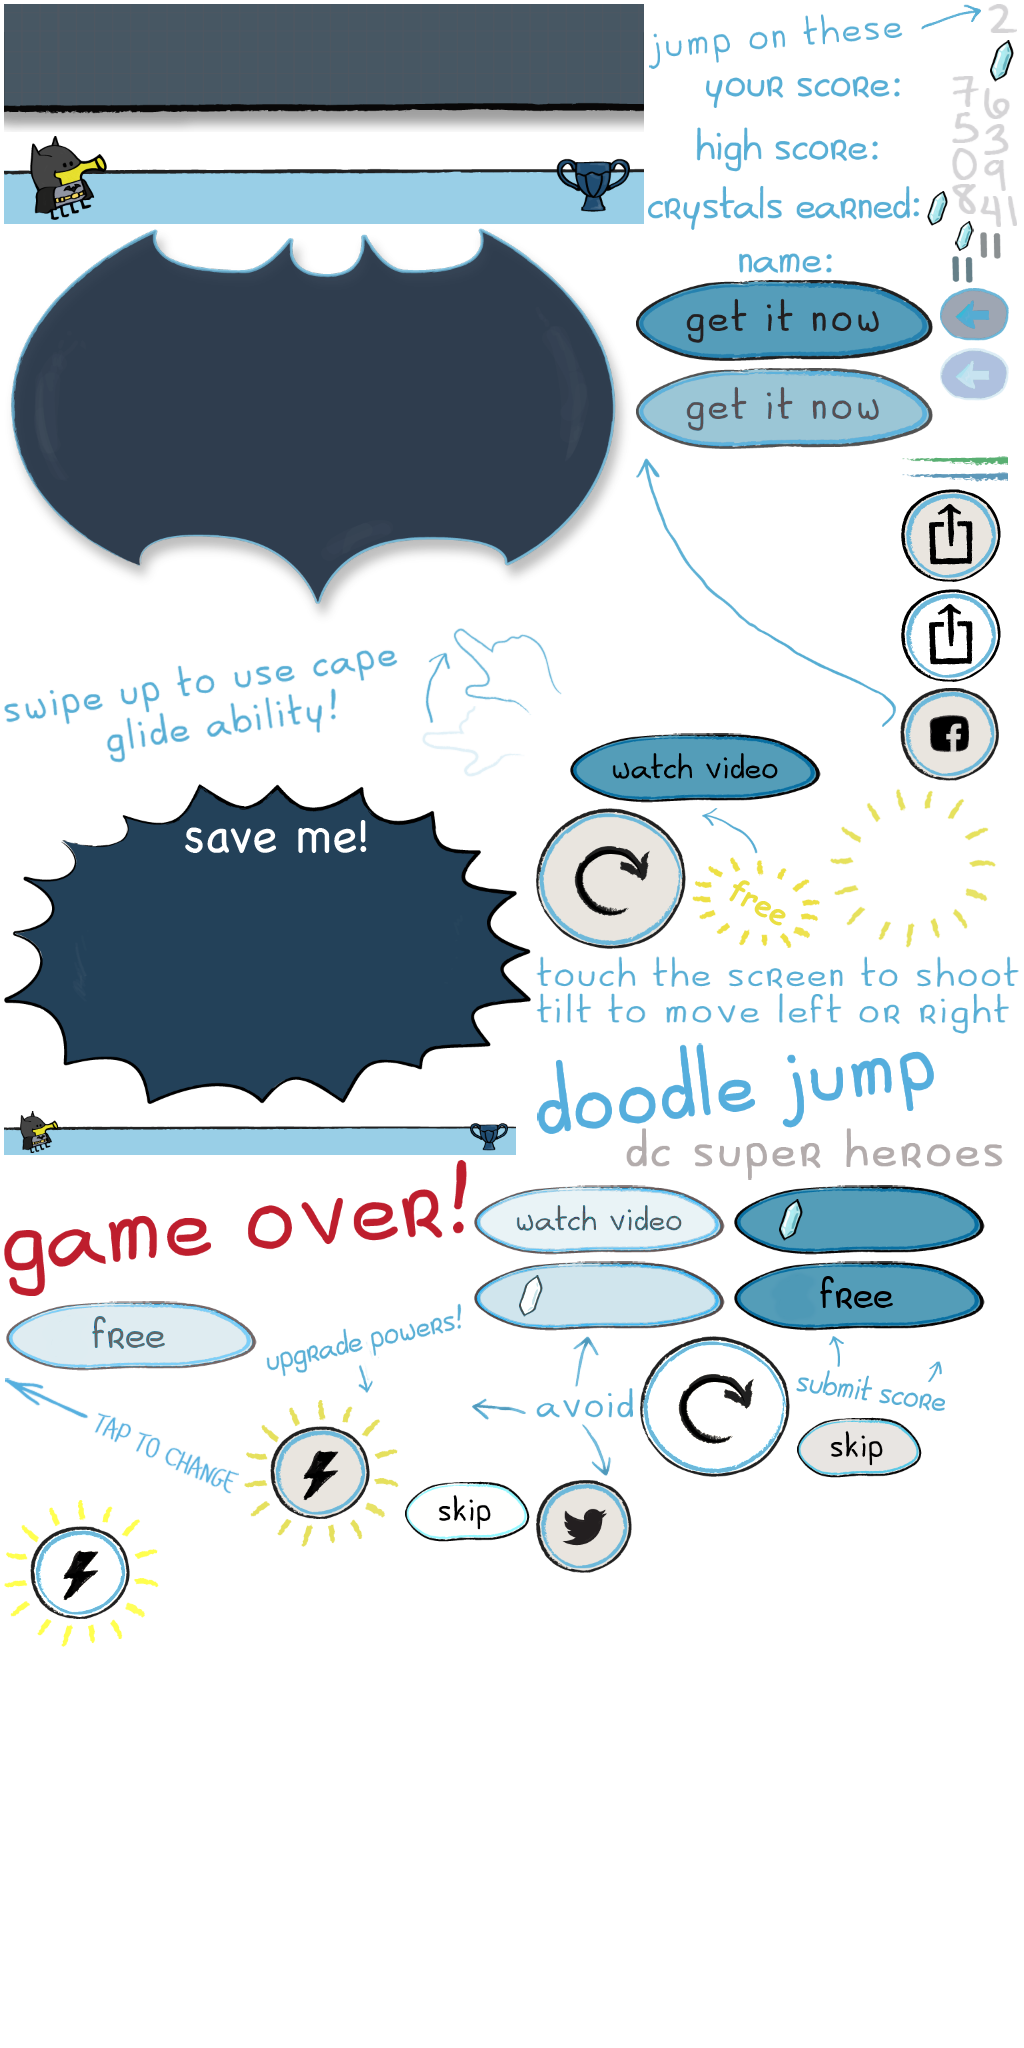 jump on these
2
your score:
7
6
5
3
high score:
0
9
8
41
crystals earned:
name:
get it now
get it now
swipe up to use cape
glide ability!
watch video
save me!
free
touch the screen to shoot
tilt to move left or right
doodle jump
dc super heroes
game over!
watch video
free
free
upgrade powers!
submit score
avoid
TAP TO CHANGE
skip
skip